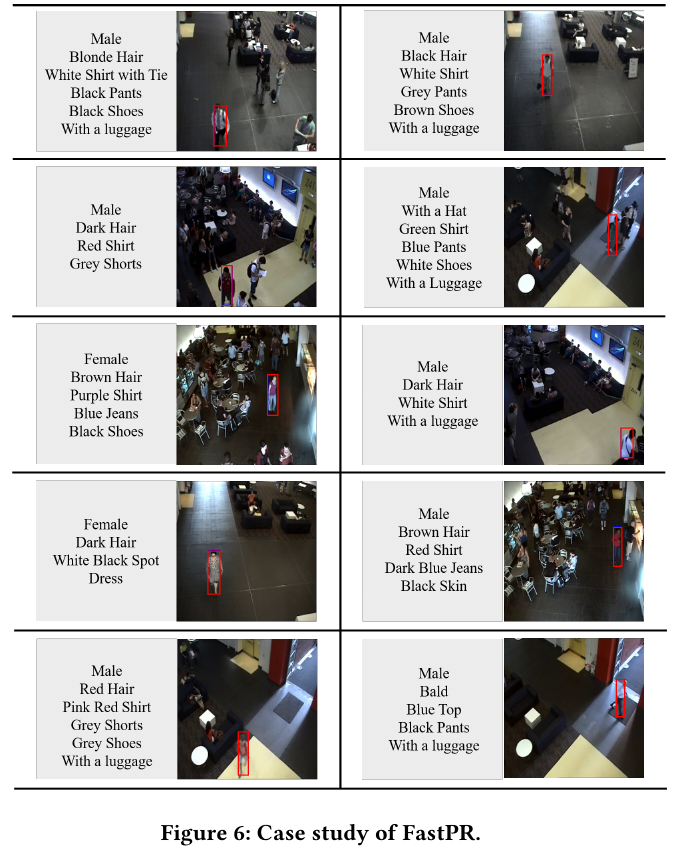 Male
Blonde Hair
White Shirt with Tie
Black Pants
Black Shoes
With a luggage
Male
Black Hair
White Shirt
Grey Pants
Brown Shoes
With a luggage
Male
Dark Hair
Red Shirt
Grey Shorts
Male
With a Hat
Green Shirt
Blue Pants
White Shoes
With a Luggage
Female
Brown Hair
Purple Shirt
Blue Jeans
Black Shoes
Male
Dark Hair
White Shirt
With a luggage
Female
Dark Hair
White Black Spot
Dress
Male
Brown Hair
Red Shirt
Dark Blue Jeans
Black Skin
Male
Red Hair
Pink Red Shirt
Grey Shorts
Grey Shoes
With a luggage
Male
Bald
Blue Top
Black Pants
With a luggage
Figure 6: Case study of FastPR.